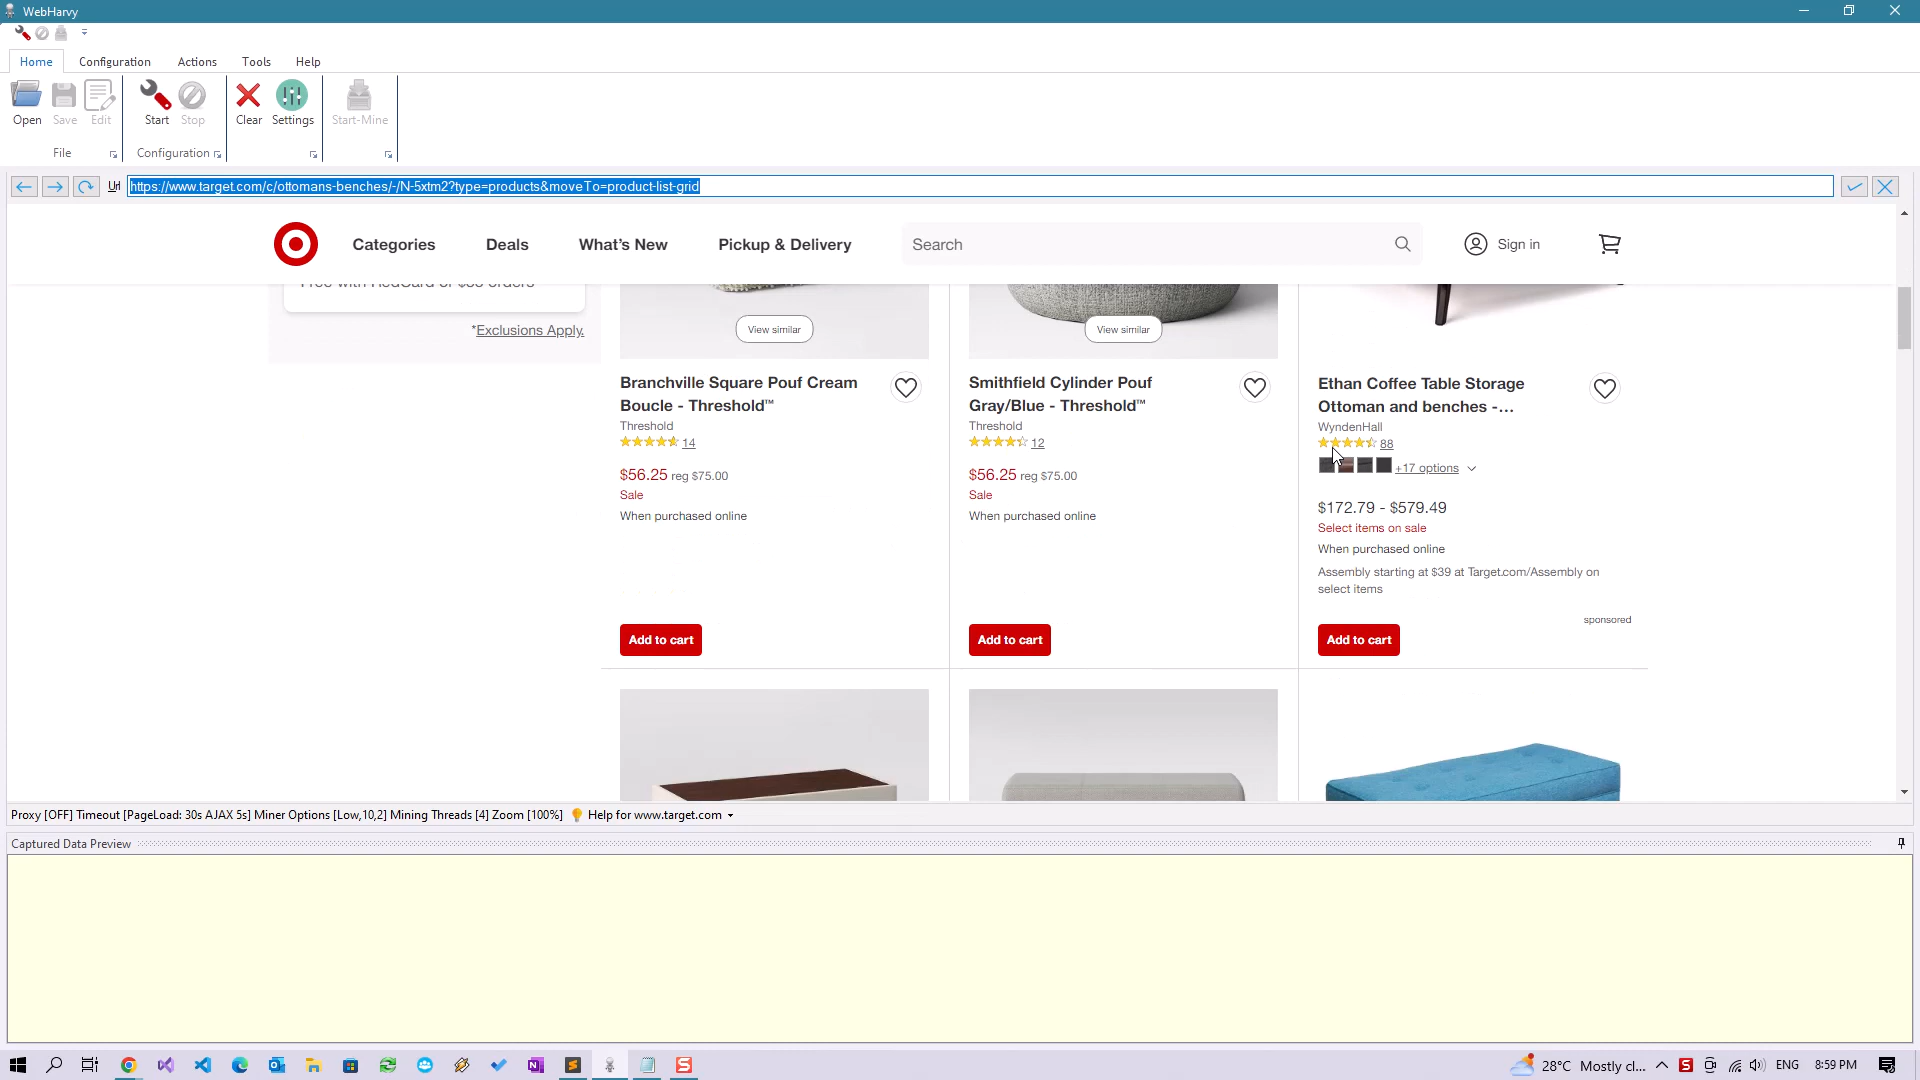 WebHarvy
Home Configuration Actions Tools Help
Open Save Edit Start Stop Clear Settings Start-Mine
File Configuration
Url https://www.target.com/c/ottomans-benches/-/N-5xtm2?type=products&moveTo=product-list-grid
Categories Deals What's New Pickup & Delivery Search Sign in
*Exclusions Apply.
View similar
View similar
Branchville Square Pouf Cream
Boucle - Threshold™
Threshold
14
$56.25 reg $75.00
Sale
When purchased online
Add to cart
Smithfield Cylinder Pouf
Gray/Blue - Threshold™
Threshold
12
$56.25 reg $75.00
Sale
When purchased online
Add to cart
Ethan Coffee Table Storage
Ottoman and benches -...
WyndenHall
88
+17 options
$172.79 - $579.49
Select items on sale
When purchased online
Assembly starting at $39 at Target.com/Assembly on
select items
sponsored
Add to cart
Proxy [OFF] Timeout [PageLoad: 30s AJAX 5s] Miner Options [Low,10,2] Mining Threads [4] Zoom [100%] Help for www.target.com
Captured Data Preview
28°C Mostly cl... ENG 8:59 PM